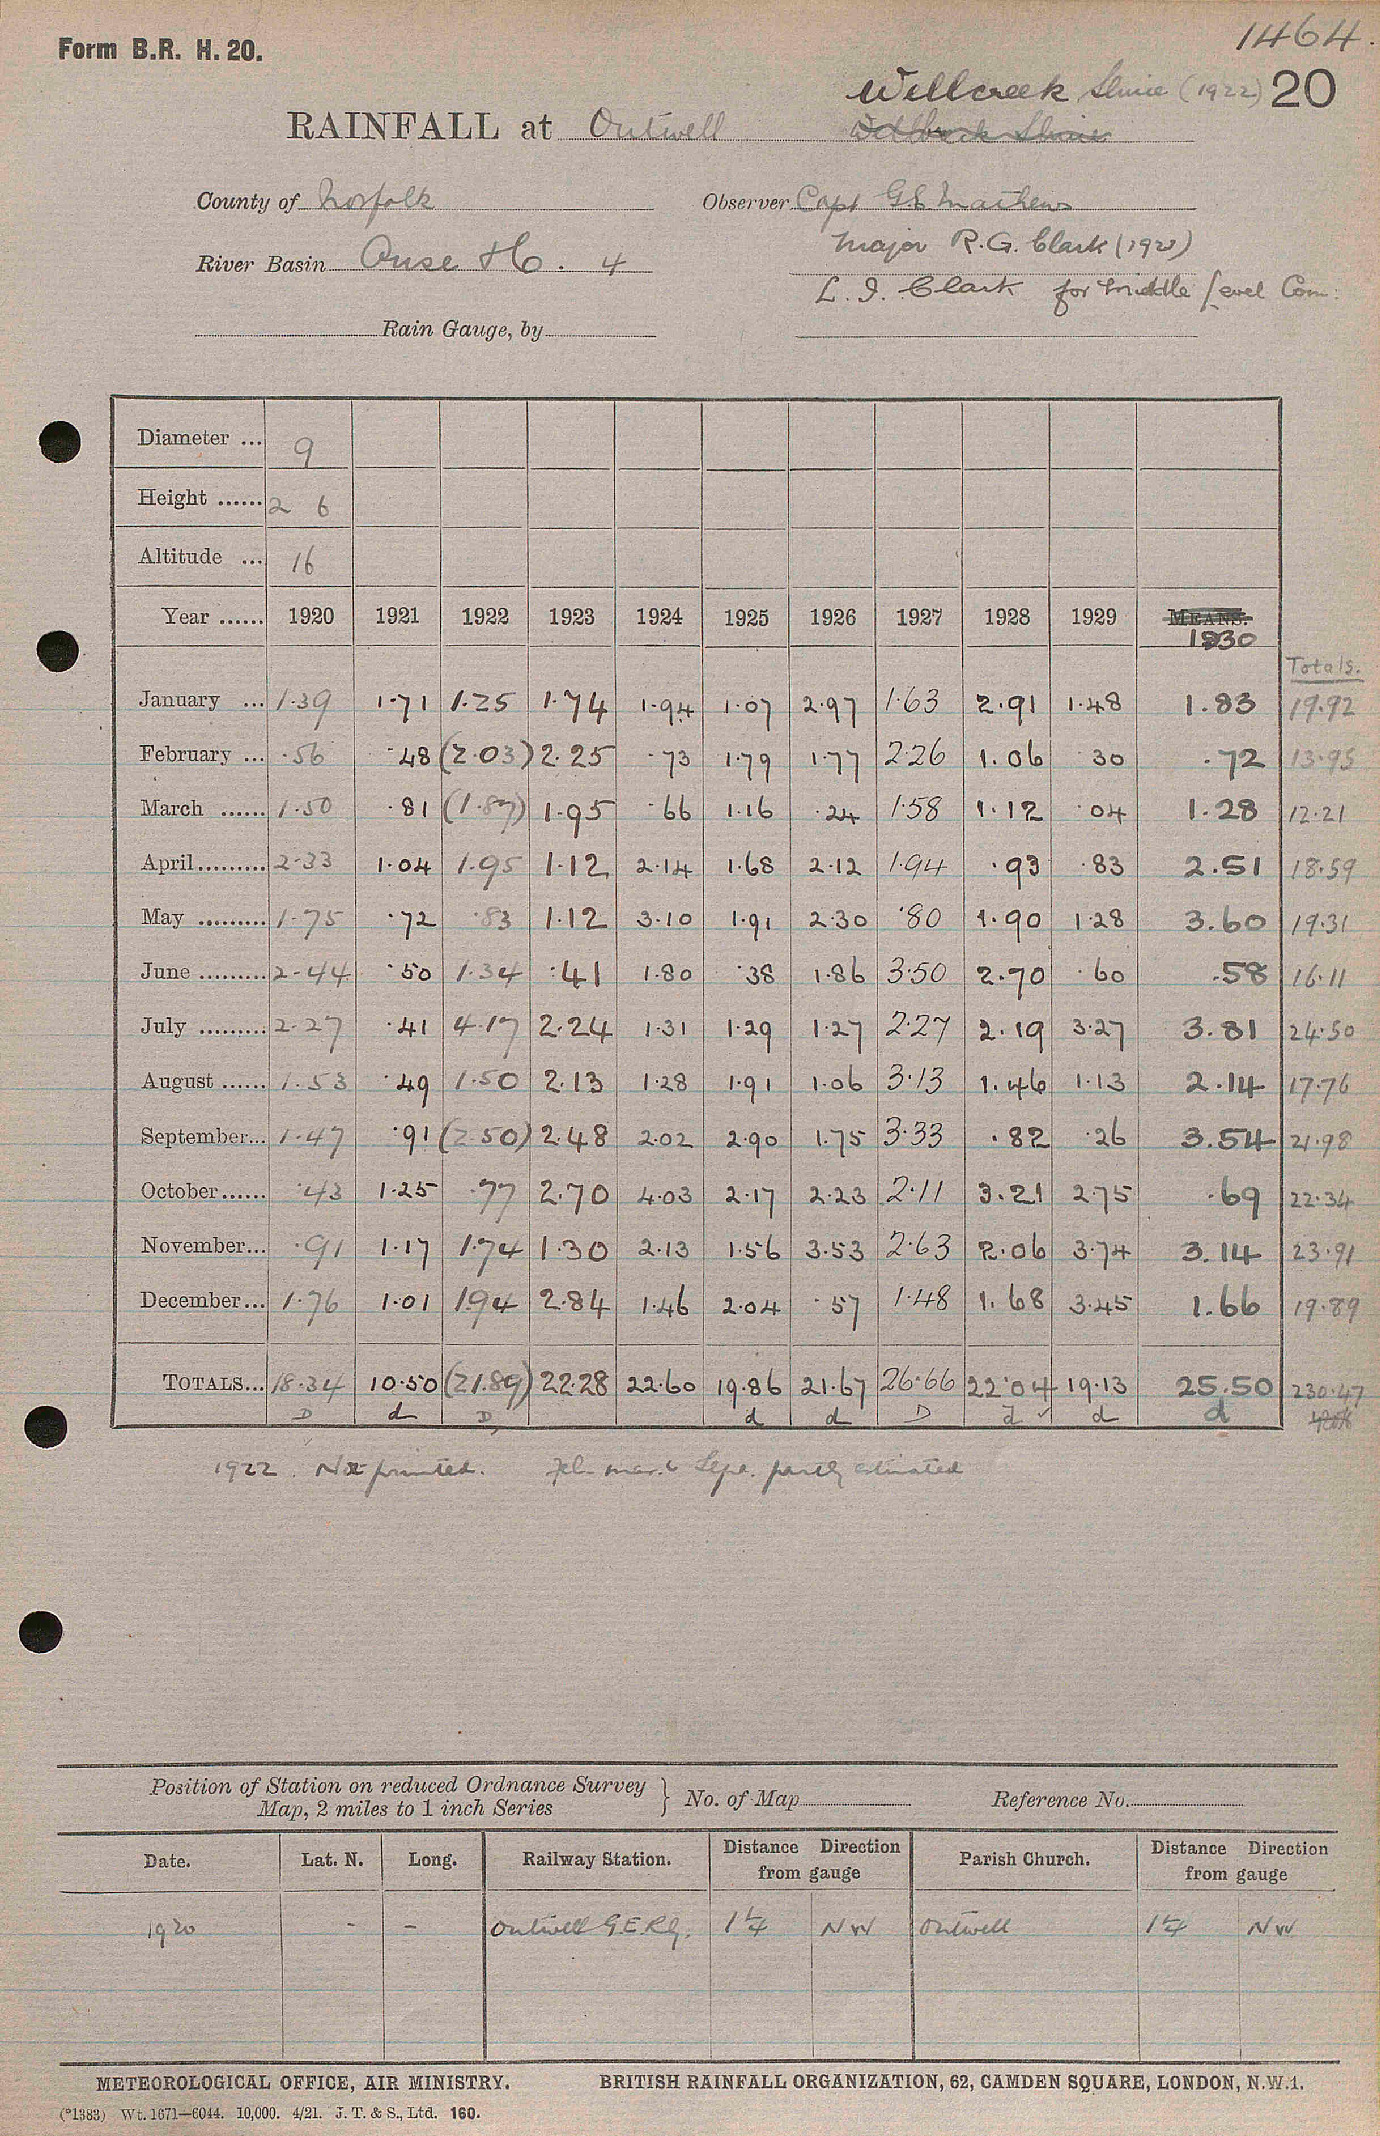 1464.
Form B.R. H. 20.
Wellcreek Sluice (1922) 20
RAINFALL at Outwell
County of Norfolk Observer Capt G.L. Mathews
Major R.G. Clark (1921)
River Basin Ouse H. 4
L. I. Clark for Middle Level Com:
Rain Gauge, by
Diameter ... 9
Height ...... 2 6
Altitude ... 16
Year ...... 1920 1921 1922 1923 1924 1925 1926 1927 1928 1929 MEANS.
1930
Totals.
January ... 1.39 1.71 1.25 1.74 1.94 1.07 2.97 1.63 2.91 1.48 1.83 19.92
February ... .56 .48 (2.03) 2.25 .73 1.79 1.77 2.26 1.06 .30 .72 13.95
March ...... 1.50 .81 (1.87) 1.95 .66 1.16 .24 1.58 1.12 .04 1.28 12.21
April......... 2.33 1.04 1.95 1.12 2.14 1.68 2.12 1.94 .93 .83 2.51 18.59
May ......... 1.75 .72 .83 1.12 3.10 1.91 2.30 .80 1.90 1.28 3.60 19.31
June ......... 2.44 .50 1.34 .41 1.80 .38 1.86 3.50 2.70 .60 .58 16.11
July ......... 2.27 .41 4.17 2.24 1.31 1.29 1.27 2.27 2.19 3.27 3.81 24.50
August ...... 1.53 .49 1.50 2.13 1.28 1.91 1.06 3.13 1.46 1.13 2.14 17.76
September... 1.47 .91 (2.50) 2.48 2.02 2.90 1.75 3.33 .82 .26 3.54 21.98
October...... .43 1.25 .77 2.70 4.03 2.17 2.23 2.11 3.21 2.75 .69 22.34
November... .91 1.17 1.74 1.30 2.13 1.56 3.53 2.63 2.06 3.74 3.14 23.91
December... 1.76 1.01 1.94 2.84 1.46 2.04 .57 1.48 1.68 3.45 1.66 19.89
TOTALS... 18.34 10.50 (21.89) 22.28 22.60 19.86 21.67 26.66 22.04 19.13 25.50 230.47
D d D d d D d ✓ d d
1922. Not printed. Feb. Mar. & Sept. partly estimated
Position of Station on reduced Ordnance Survey
Map, 2 miles to 1 inch Series } No. of Map Reference No.
Date. Lat. N. Long. Railway Station. Distance Direction from gauge Parish Church. Distance Direction from gauge
1920 - - Outwell G.E.Ry. 1¼ NW Outwell 1¼ NW
METEOROLOGICAL OFFICE, AIR MINISTRY. BRITISH RAINFALL ORGANIZATION, 62, CAMDEN SQUARE, LONDON, N.W.1.
(*1383) Wt. 1671—6044. 10,000. 4/21. J. T. & S., Ltd. 160.